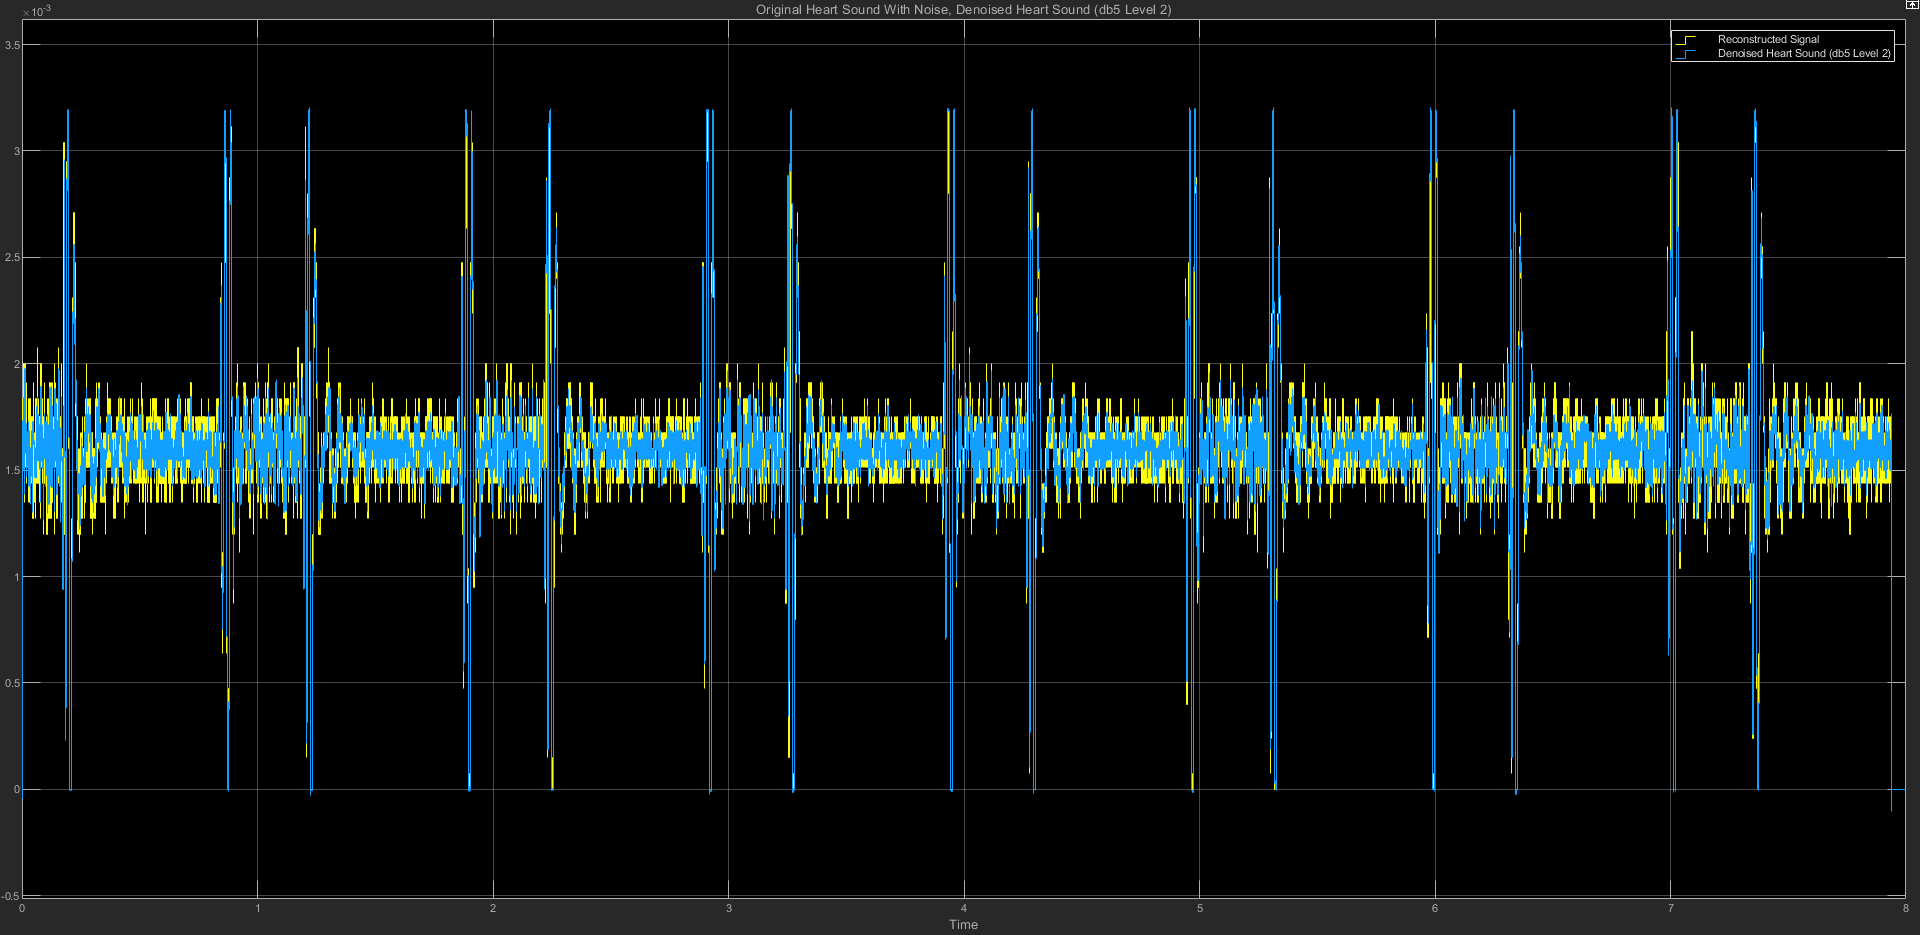 Original Heart Sound With Noise, Denoised Heart Sound (db5 Level 2)
×10⁻³
Reconstructed Signal
Denoised Heart Sound (db5 Level 2)
3.5
3
2.5
2
1.5
1
0.5
0
-0.5
0 1 2 3 4 5 6 7 8
Time